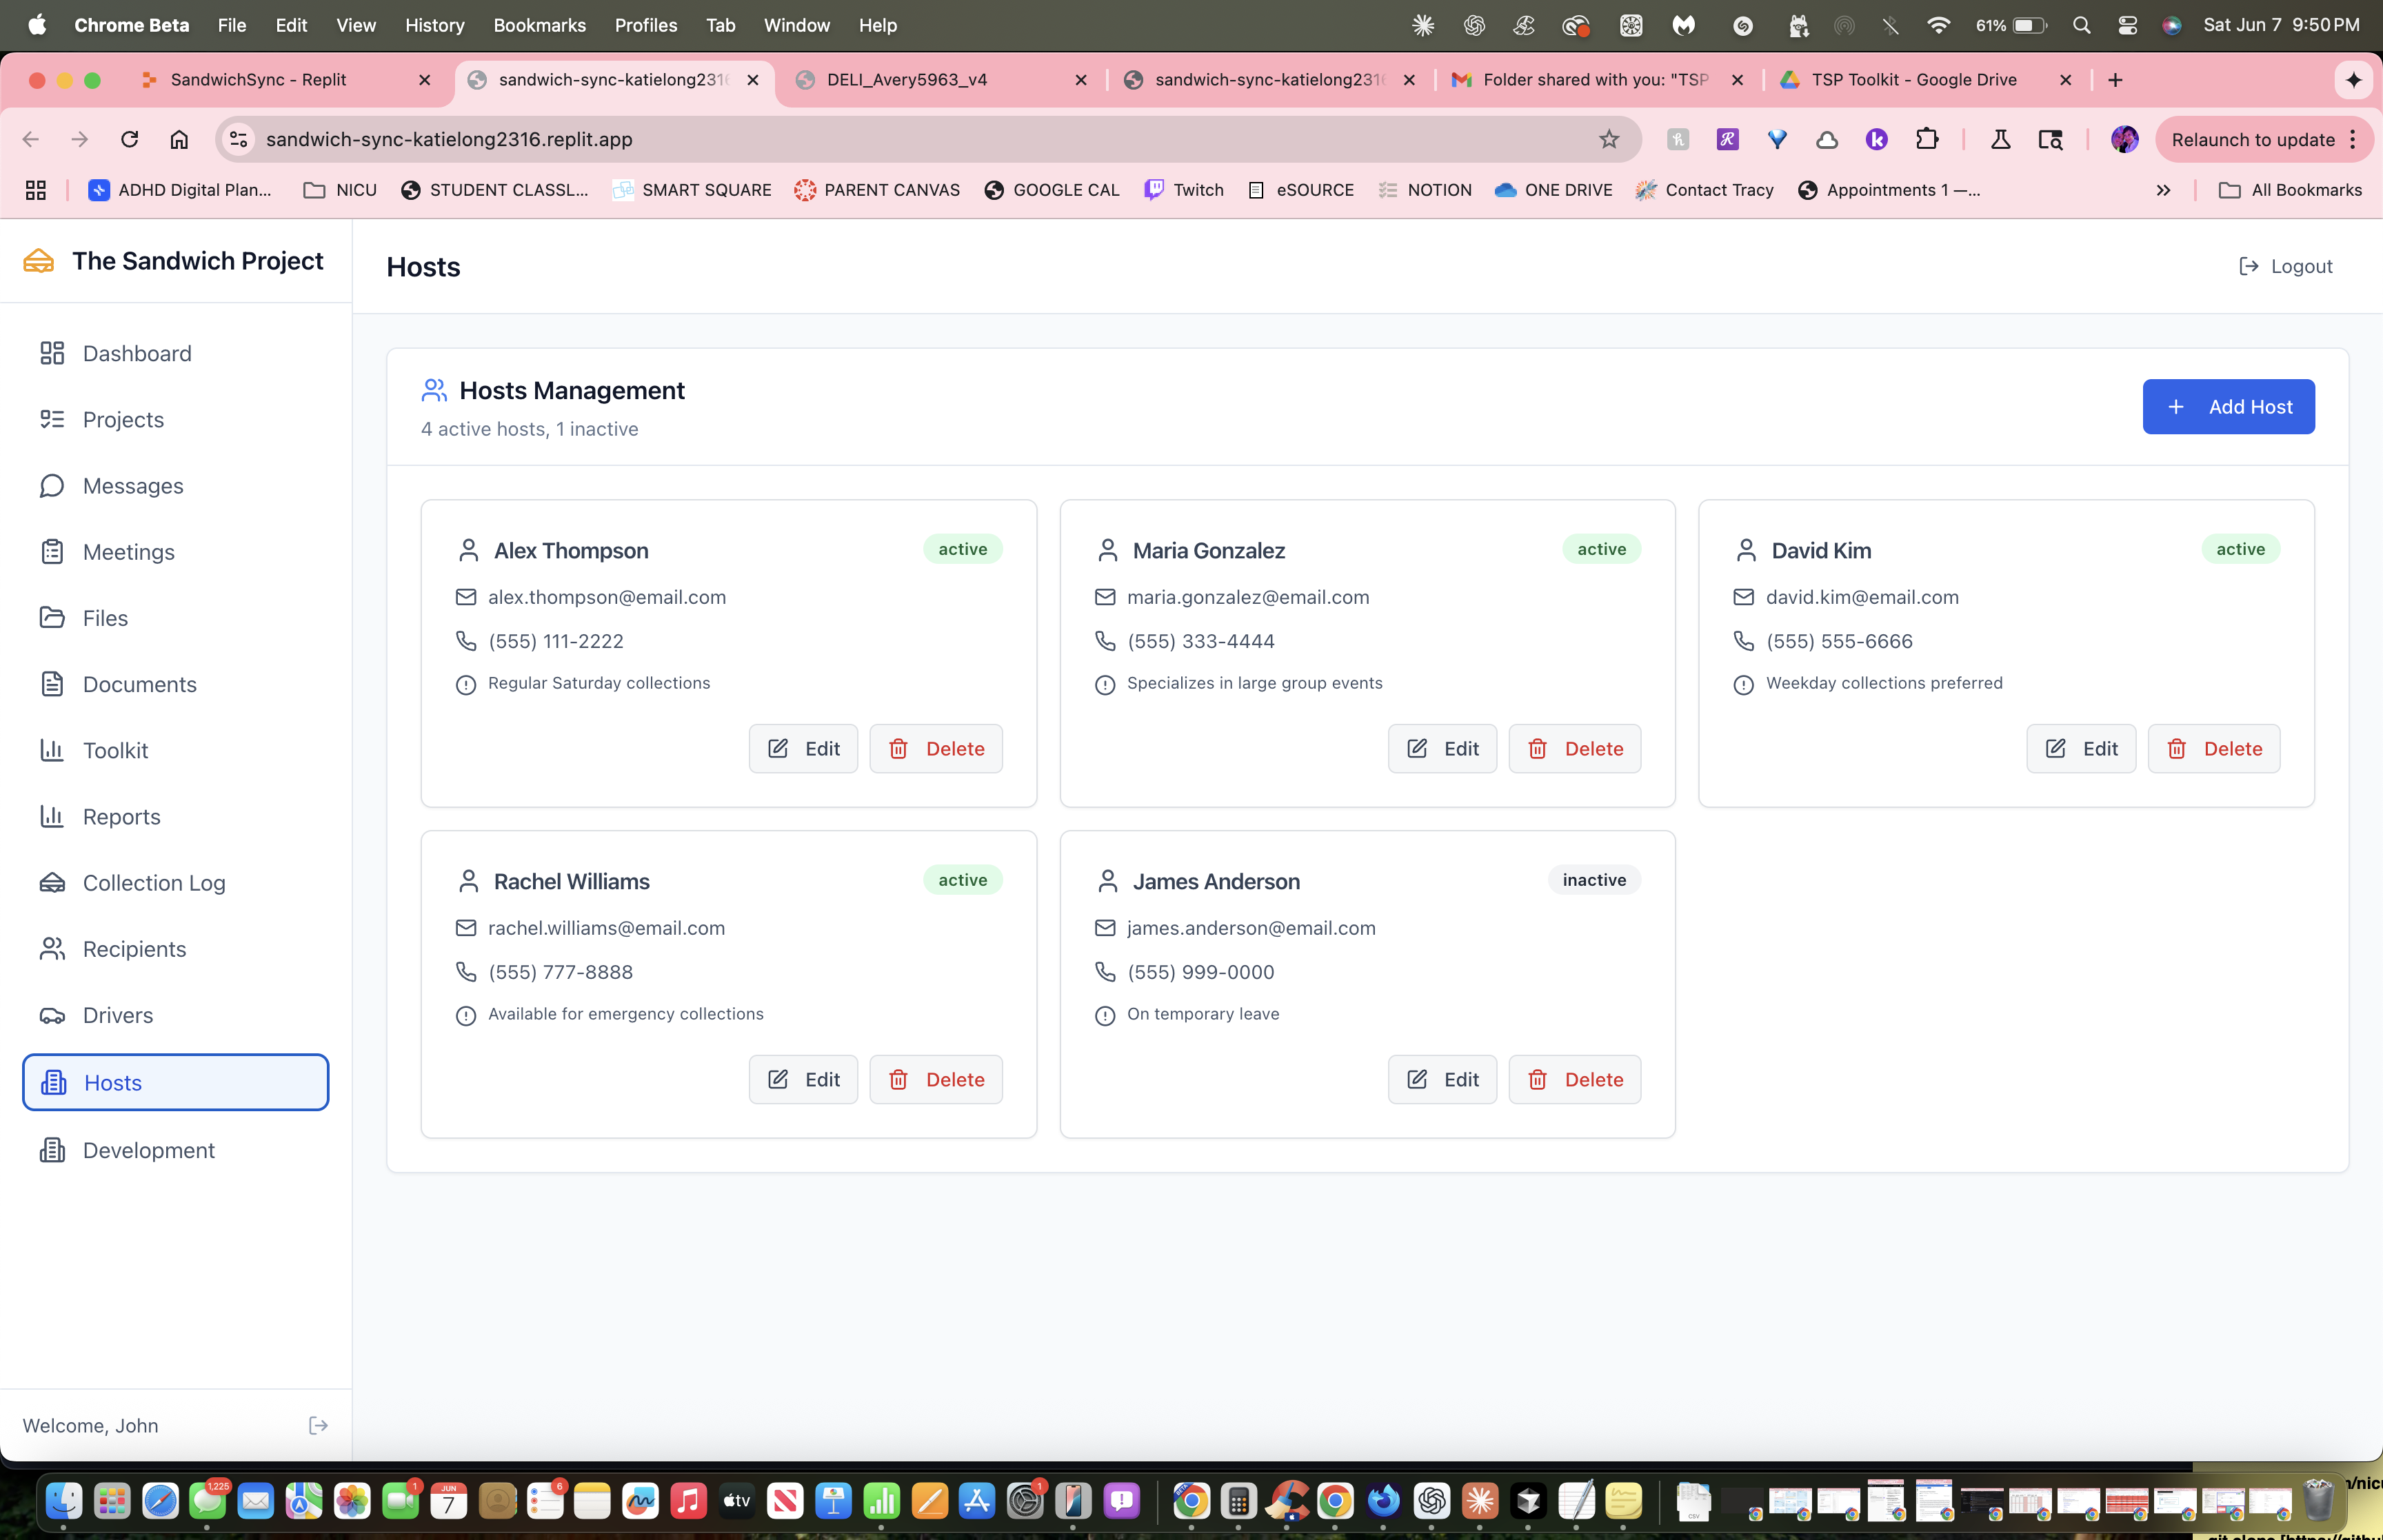 Chrome Beta File Edit View History Bookmarks Profiles Tab Window Help 61% Sat Jun 7 9:50 PM
SandwichSync - Replit sandwich-sync-katielong231 DELI_Avery5963_v4 sandwich-sync-katielong231 Folder shared with you: "TSP TSP Toolkit - Google Drive
sandwich-sync-katielong2316.replit.app Relaunch to update
ADHD Digital Plan... NICU STUDENT CLASSL... SMART SQUARE PARENT CANVAS GOOGLE CAL Twitch eSOURCE NOTION ONE DRIVE Contact Tracy Appointments 1 —... All Bookmarks
The Sandwich Project
Hosts
Logout
Dashboard
Projects
Messages
Meetings
Files
Documents
Toolkit
Reports
Collection Log
Recipients
Drivers
Hosts
Development
Welcome, John
Hosts Management
4 active hosts, 1 inactive
+ Add Host
Alex Thompson active
alex.thompson@email.com
(555) 111-2222
Regular Saturday collections
Edit Delete
Maria Gonzalez active
maria.gonzalez@email.com
(555) 333-4444
Specializes in large group events
Edit Delete
David Kim active
david.kim@email.com
(555) 555-6666
Weekday collections preferred
Edit Delete
Rachel Williams active
rachel.williams@email.com
(555) 777-8888
Available for emergency collections
Edit Delete
James Anderson inactive
james.anderson@email.com
(555) 999-0000
On temporary leave
Edit Delete
1,225 1 JUN 7 6 tv 1 CSV